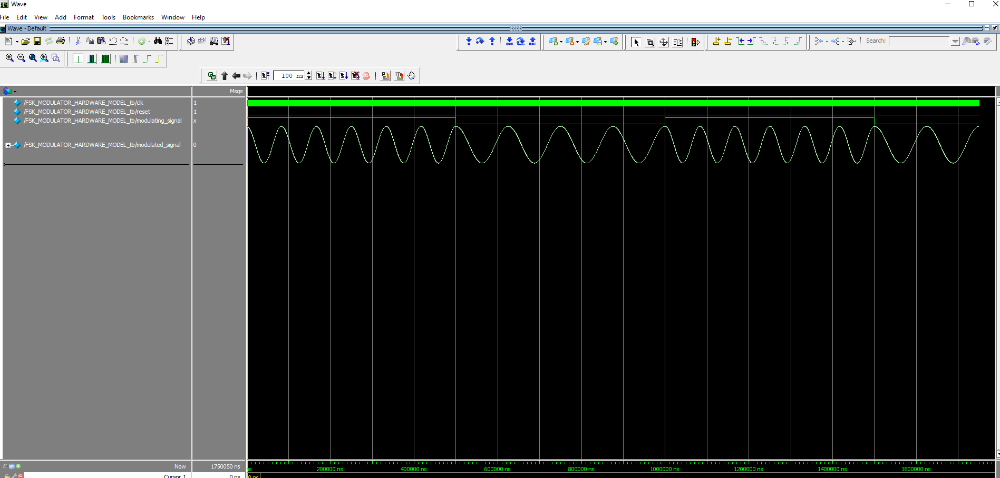 Wave
File Edit View Add Format Tools Bookmarks Window Help
Wave - Default
Search:
100 ns
Msgs
/FSK_MODULATOR_HARDWARE_MODEL_tb/clk 1
/FSK_MODULATOR_HARDWARE_MODEL_tb/reset 1
/FSK_MODULATOR_HARDWARE_MODEL_tb/modulating_signal x
/FSK_MODULATOR_HARDWARE_MODEL_tb/modulated_signal 0
Now 1750050 ns
ns 200000 ns 400000 ns 600000 ns 800000 ns 1000000 ns 1200000 ns 1400000 ns 1600000 ns
Cursor 1 0 ns 0 ns